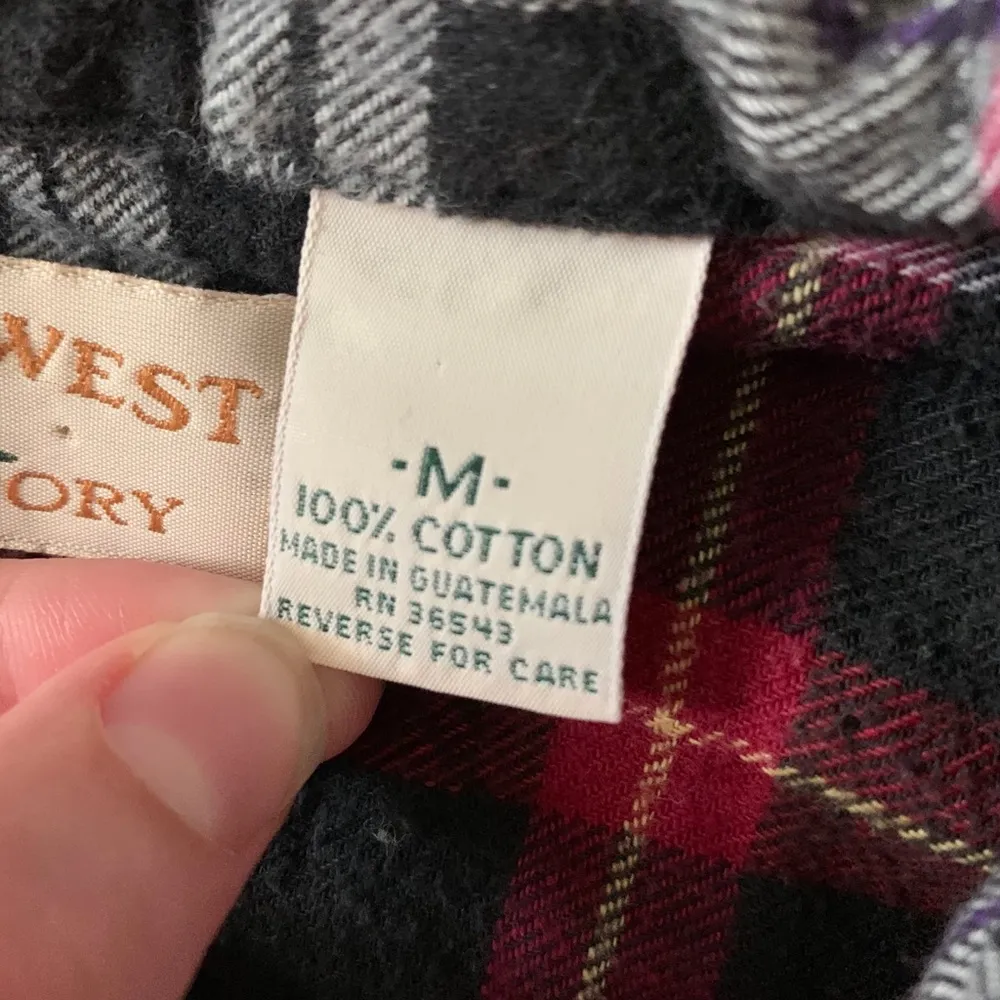 WEST
ORY
-M-
100% COTTON
MADE IN GUATEMALA
RN 36543
REVERSE FOR CARE